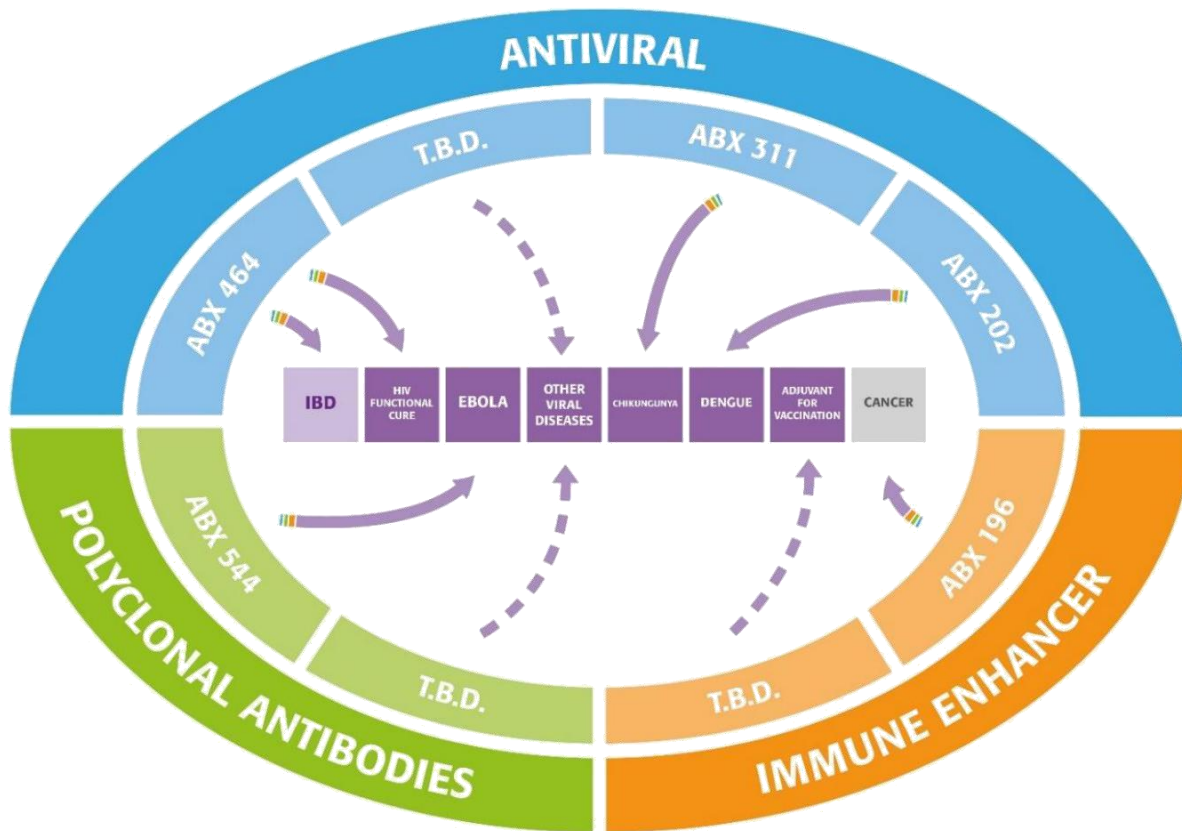 ANTIVIRAL
T.B.D.
ABX 311
ABX 464
ABX 202
IBD
HIV
FUNCTIONAL
CURE
EBOLA
OTHER
VIRAL
DISEASES
CHIKUNGUNYA
DENGUE
ADJUVANT
FOR
VACCINATION
CANCER
ABX 544
ABX 196
T.B.D.
T.B.D.
POLYCLONAL ANTIBODIES
IMMUNE ENHANCER